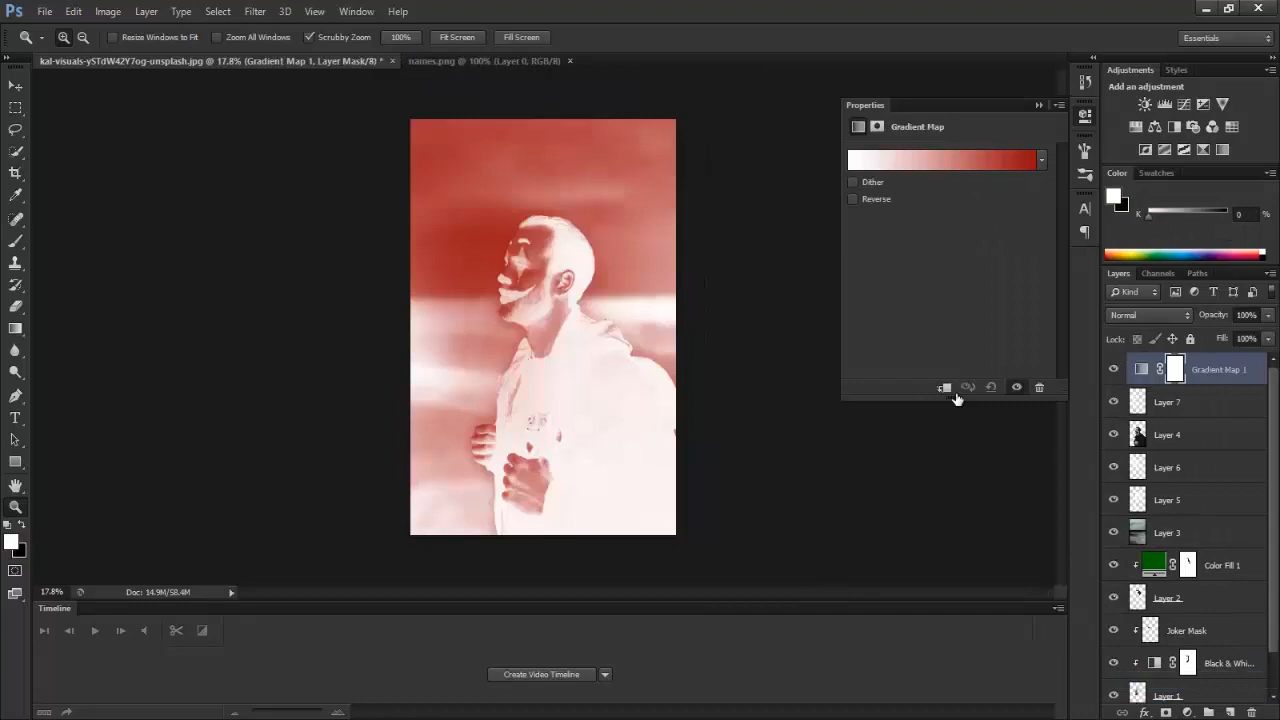 Ps File Edit Image Layer Type Select Filter 3D View Window Help
Resize Windows to Fit Zoom All Windows Scrubby Zoom 100% Fit Screen Fill Screen Essentials
kal-visuals-ySTdW42Y7og-unsplash.jpg @ 17.8% (Gradient Map 1, Layer Mask/8) * × names.png @ 100% (Layer 0, RGB/8) ×
Properties
Gradient Map
Dither
Reverse
Adjustments Styles
Add an adjustment
Color Swatches
K 0 %
Layers Channels Paths
Kind T
Normal Opacity: 100%
Lock: Fill: 100%
Gradient Map 1
Layer 7
Layer 4
Layer 6
Layer 5
Layer 3
Color Fill 1
Layer 2
Joker Mask
Black & Whi...
Layer 1
17.8% Doc: 14.9M/58.4M
Timeline
Create Video Timeline